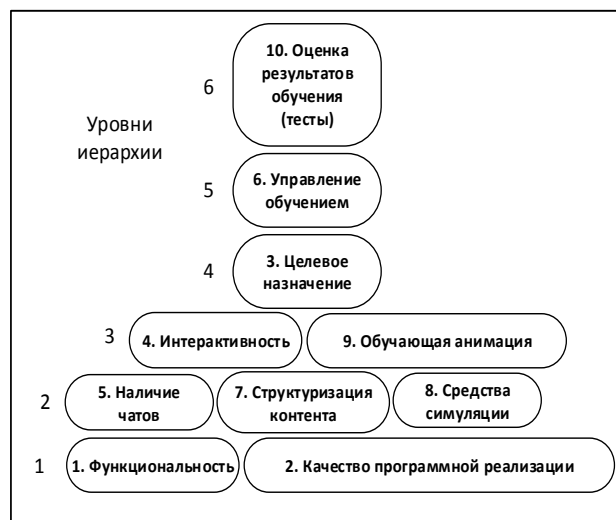 10. Оценка
результатов
обучения
(тесты)
6
Уровни
иерархии
6. Управление
обучением
5
3. Целевое
назначение
4
3
4. Интерактивность
9. Обучающая анимация
2
5. Наличие
чатов
7. Структуризация
контента
8. Средства
симуляции
1
1. Функциональность
2. Качество программной реализации